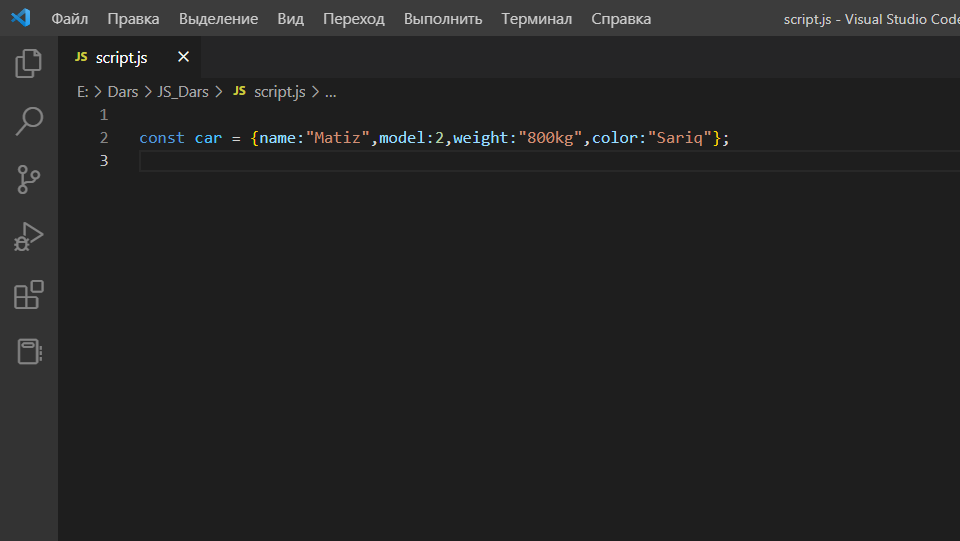 Файл Правка Выделение Вид Переход Выполнить Терминал Справка script.js - Visual Studio Code
JS script.js
E: > Dars > JS_Dars > JS script.js > ...
1
2 const car = {name:"Matiz",model:2,weight:"800kg",color:"Sariq"};
3